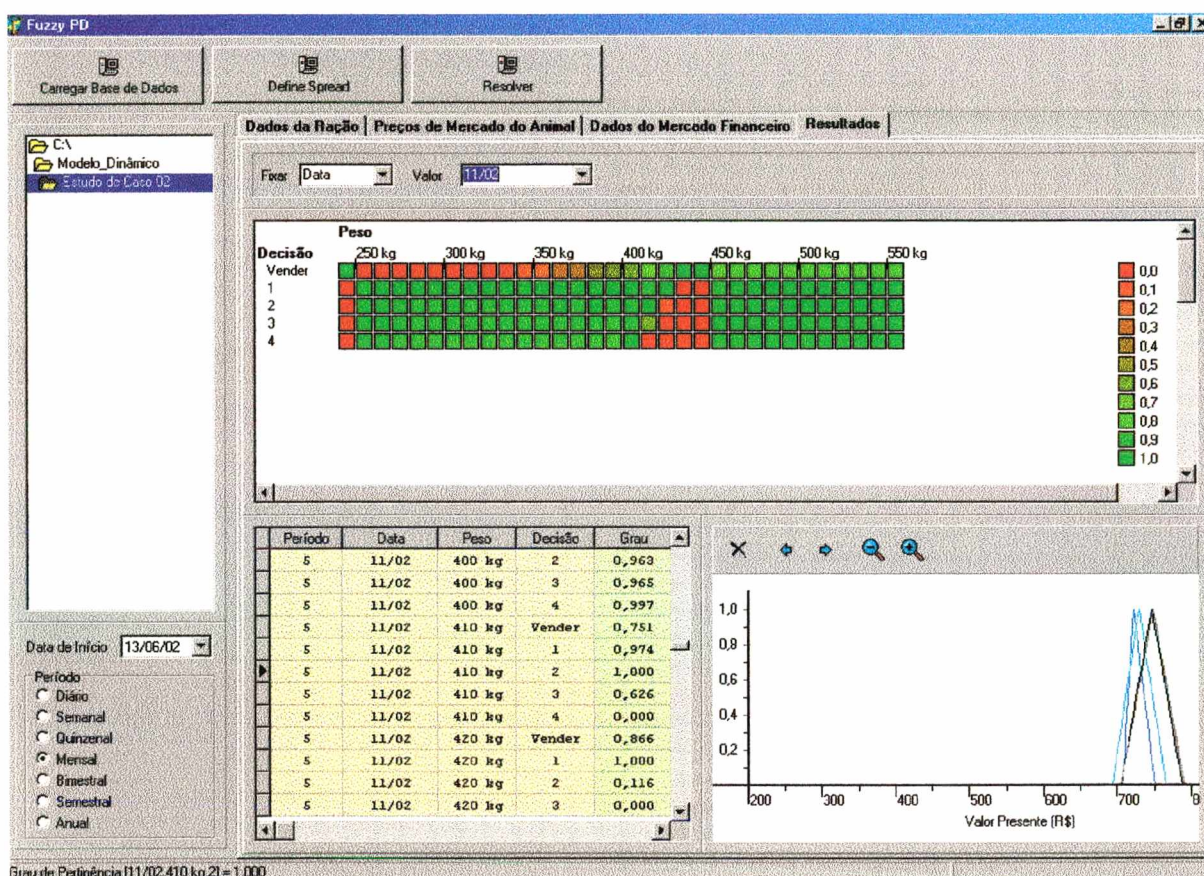 Fuzzy PD
Carregar Base de Dados
Define Spread
Resolver
C:\
Modelo_Dinâmico
Estudo de Caso 02
Dados da Ração | Preços de Mercado do Animal | Dados do Mercado Financeiro | Resultados
Fixar Data Valor 11/02
Peso
Decisão 250 kg 300 kg 350 kg 400 kg 450 kg 500 kg 550 kg
Vender
1
2
3
4
0,0
0,1
0,2
0,3
0,4
0,5
0,6
0,7
0,8
0,9
1,0
Período Data Peso Decisão Grau
5 11/02 400 kg 2 0,963
5 11/02 400 kg 3 0,965
5 11/02 400 kg 4 0,997
5 11/02 410 kg Vender 0,751
5 11/02 410 kg 1 0,974
5 11/02 410 kg 2 1,000
5 11/02 410 kg 3 0,626
5 11/02 410 kg 4 0,000
5 11/02 420 kg Vender 0,866
5 11/02 420 kg 1 1,000
5 11/02 420 kg 2 0,116
5 11/02 420 kg 3 0,000
Data de Início 13/06/02
Período
Diário
Semanal
Quinzenal
Mensal
Bimestral
Semestral
Anual
1,0
0,8
0,6
0,4
0,2
200 300 400 500 600 700 8
Valor Presente (R$)
Grau de Pertinência [11/02,410 kg,2] = 1,000